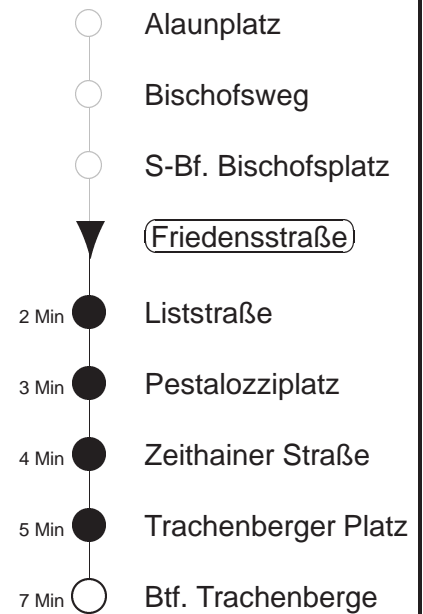 Alaunplatz
Bischofsweg
S-Bf. Bischofsplatz
Friedensstraße
2 Min Liststraße
3 Min Pestalozziplatz
4 Min Zeithainer Straße
5 Min Trachenberger Platz
7 Min Btf. Trachenberge